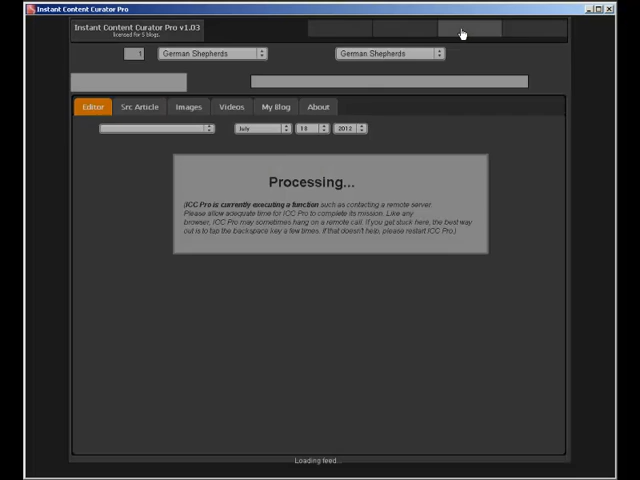 Instant Content Curator Pro
Instant Content Curator Pro v1.03
licensed for 5 blogs.
1 German Shepherds German Shepherds
Editor Src Article Images Videos My Blog About
July 18 2012
Processing...
(ICC Pro is currently executing a function such as contacting a remote server.
Please allow adequate time for ICC Pro to complete its mission. Like any
browser, ICC Pro may sometimes hang on a remote call. If you get stuck here, the best way
out is to tap the backspace key a few times. If that doesn't help, please restart ICC Pro.)
Loading feed...